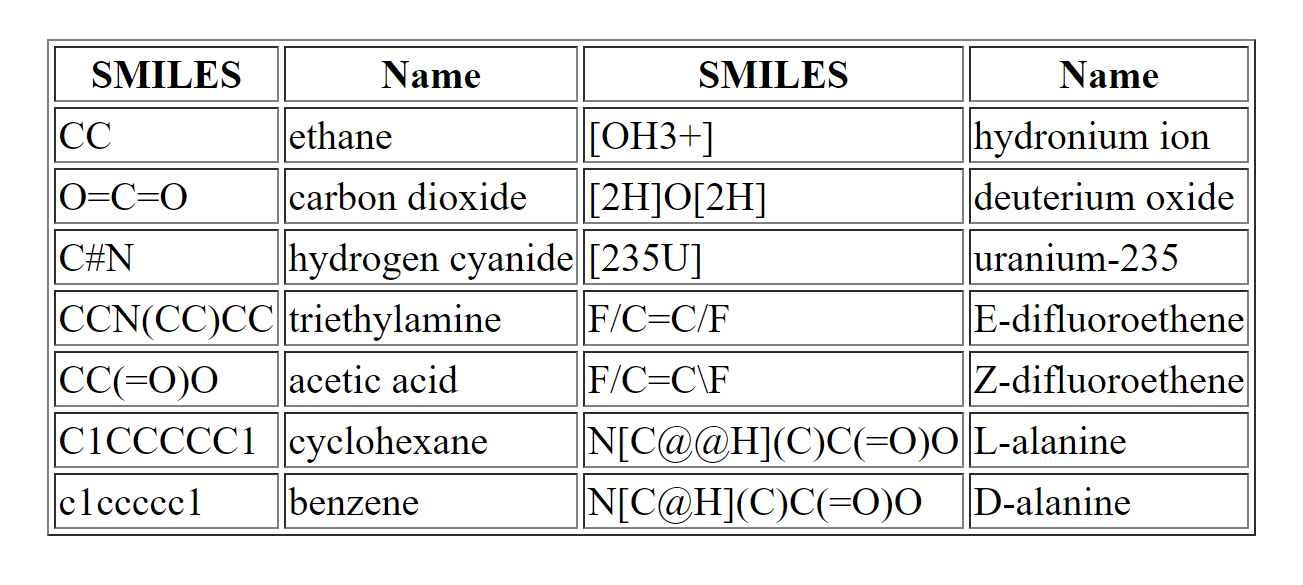 SMILES Name SMILES Name
CC ethane [OH3+] hydronium ion
O=C=O carbon dioxide [2H]O[2H] deuterium oxide
C#N hydrogen cyanide [235U] uranium-235
CCN(CC)CC triethylamine F/C=C/F E-difluoroethene
CC(=O)O acetic acid F/C=C\F Z-difluoroethene
C1CCCCC1 cyclohexane N[C@@H](C)C(=O)O L-alanine
c1ccccc1 benzene N[C@H](C)C(=O)O D-alanine